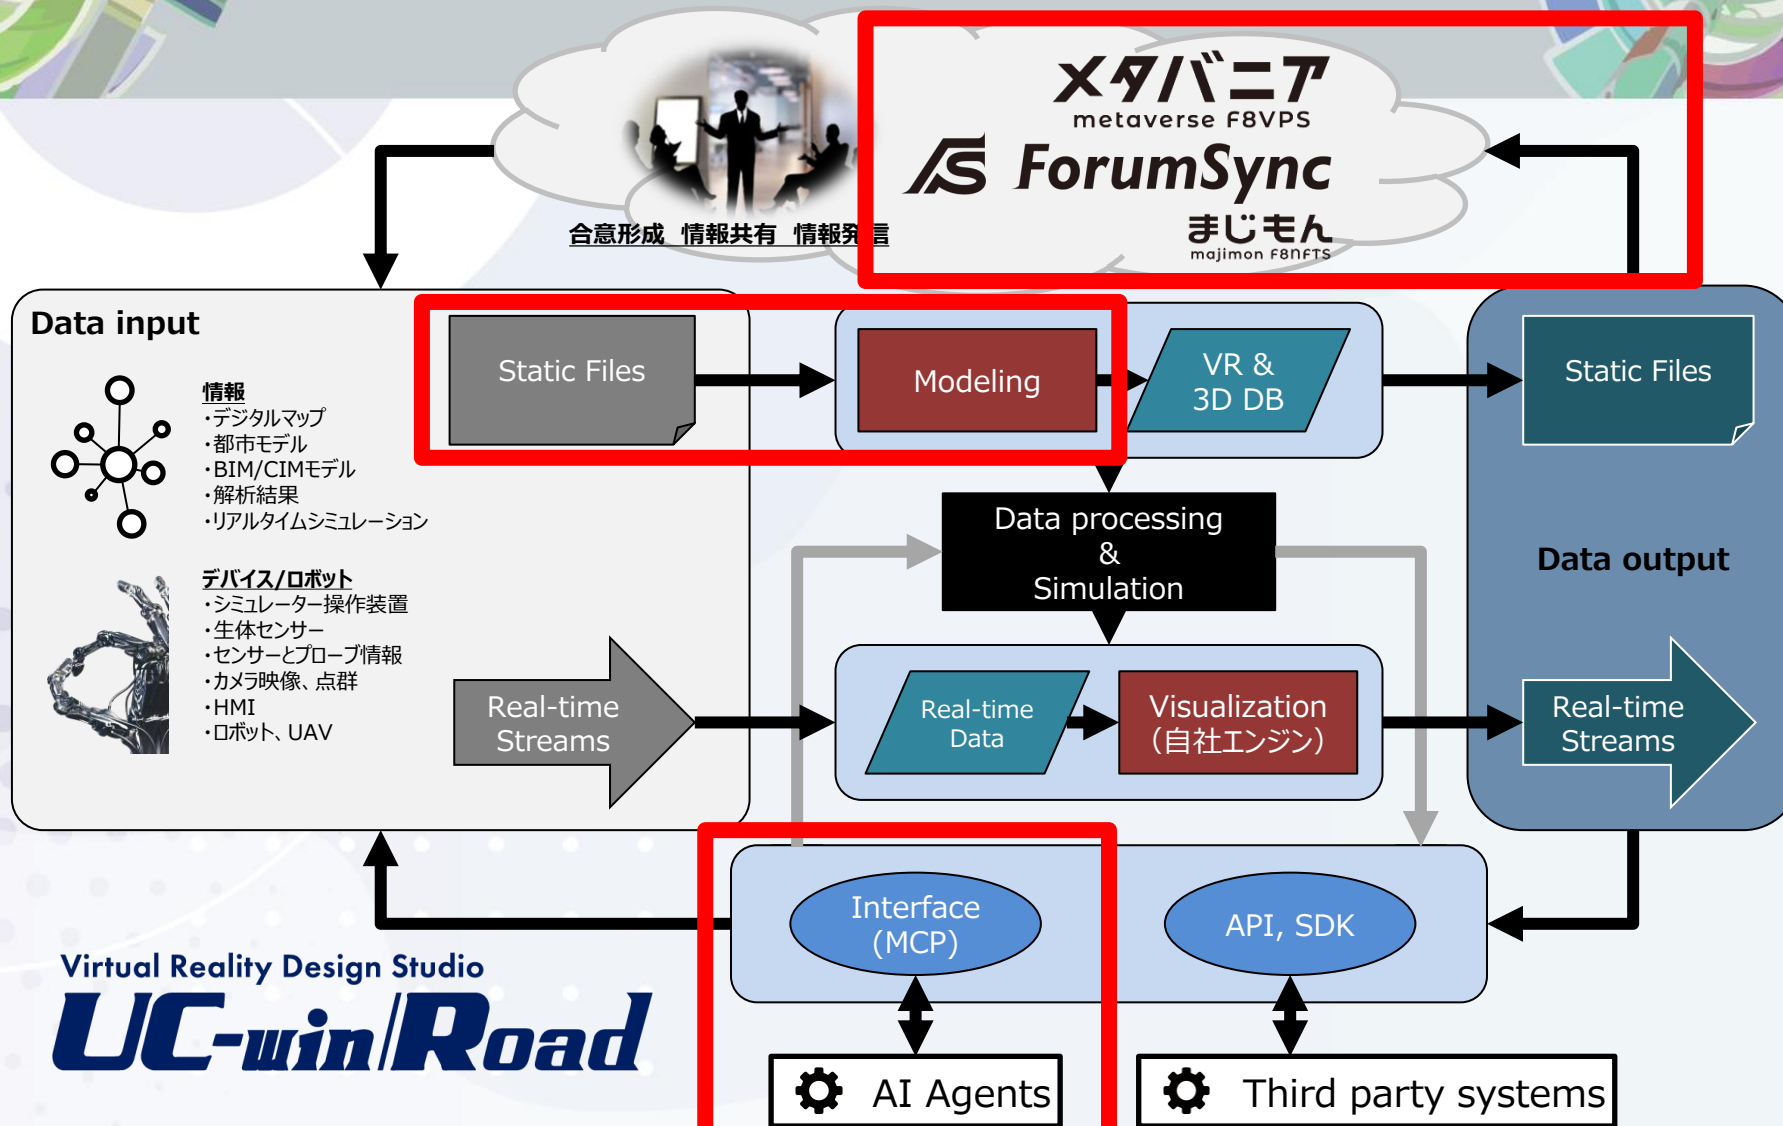 メタバニア
metaverse F8VPS
ForumSync
まじもん
majimon F8NFTS
合意形成 情報共有 情報発信
Data input
情報
・デジタルマップ
・都市モデル
・BIM/CIMモデル
・解析結果
・リアルタイムシミュレーション
デバイス/ロボット
・シミュレーター操作装置
・生体センサー
・センサーとプローブ情報
・カメラ映像、点群
・HMI
・ロボット、UAV
Static Files
Real-time
Streams
Modeling
VR &
3D DB
Data processing
&
Simulation
Real-time
Data
Visualization
(自社エンジン)
Static Files
Data output
Real-time
Streams
Interface
(MCP)
API, SDK
AI Agents
Third party systems
Virtual Reality Design Studio
UC-win/Road